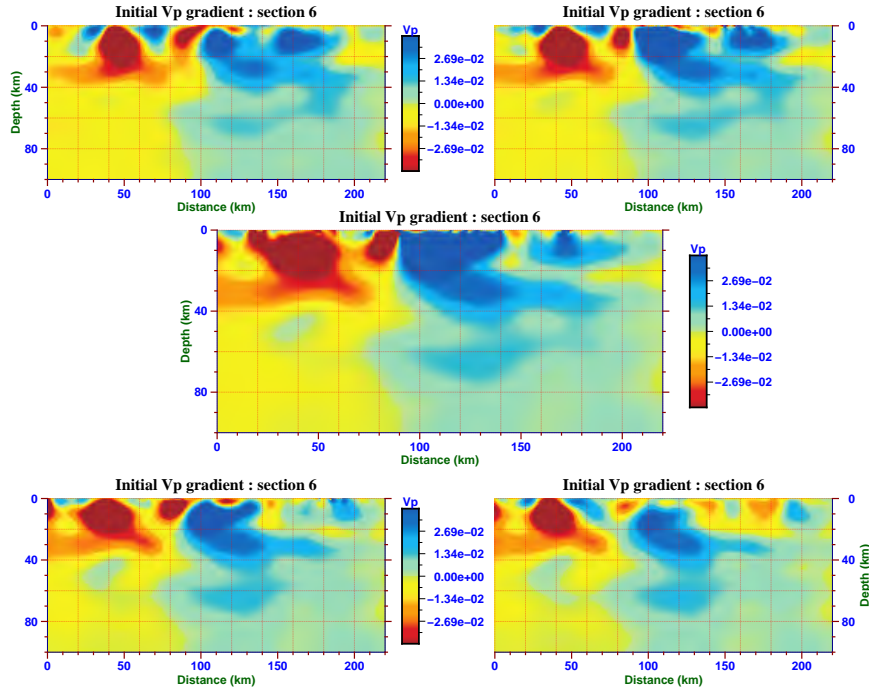 Initial Vp gradient : section 6
0
40
80
Depth (km)
0 50 100 150 200
Distance (km)
Vp
2.69e−02
1.34e−02
0.00e+00
−1.34e−02
−2.69e−02
Initial Vp gradient : section 6
0
40
80
0 50 100 150 200
Distance (km)
Initial Vp gradient : section 6
0
40
80
Depth (km)
0 50 100 150 200
Distance (km)
Vp
2.69e−02
1.34e−02
0.00e+00
−1.34e−02
−2.69e−02
Initial Vp gradient : section 6
0
40
80
0 50 100 150 200
Distance (km)
Vp
2.69e−02
1.34e−02
0.00e+00
−1.34e−02
−2.69e−02
Initial Vp gradient : section 6
0
40
80
Depth (km)
0 50 100 150 200
Distance (km)